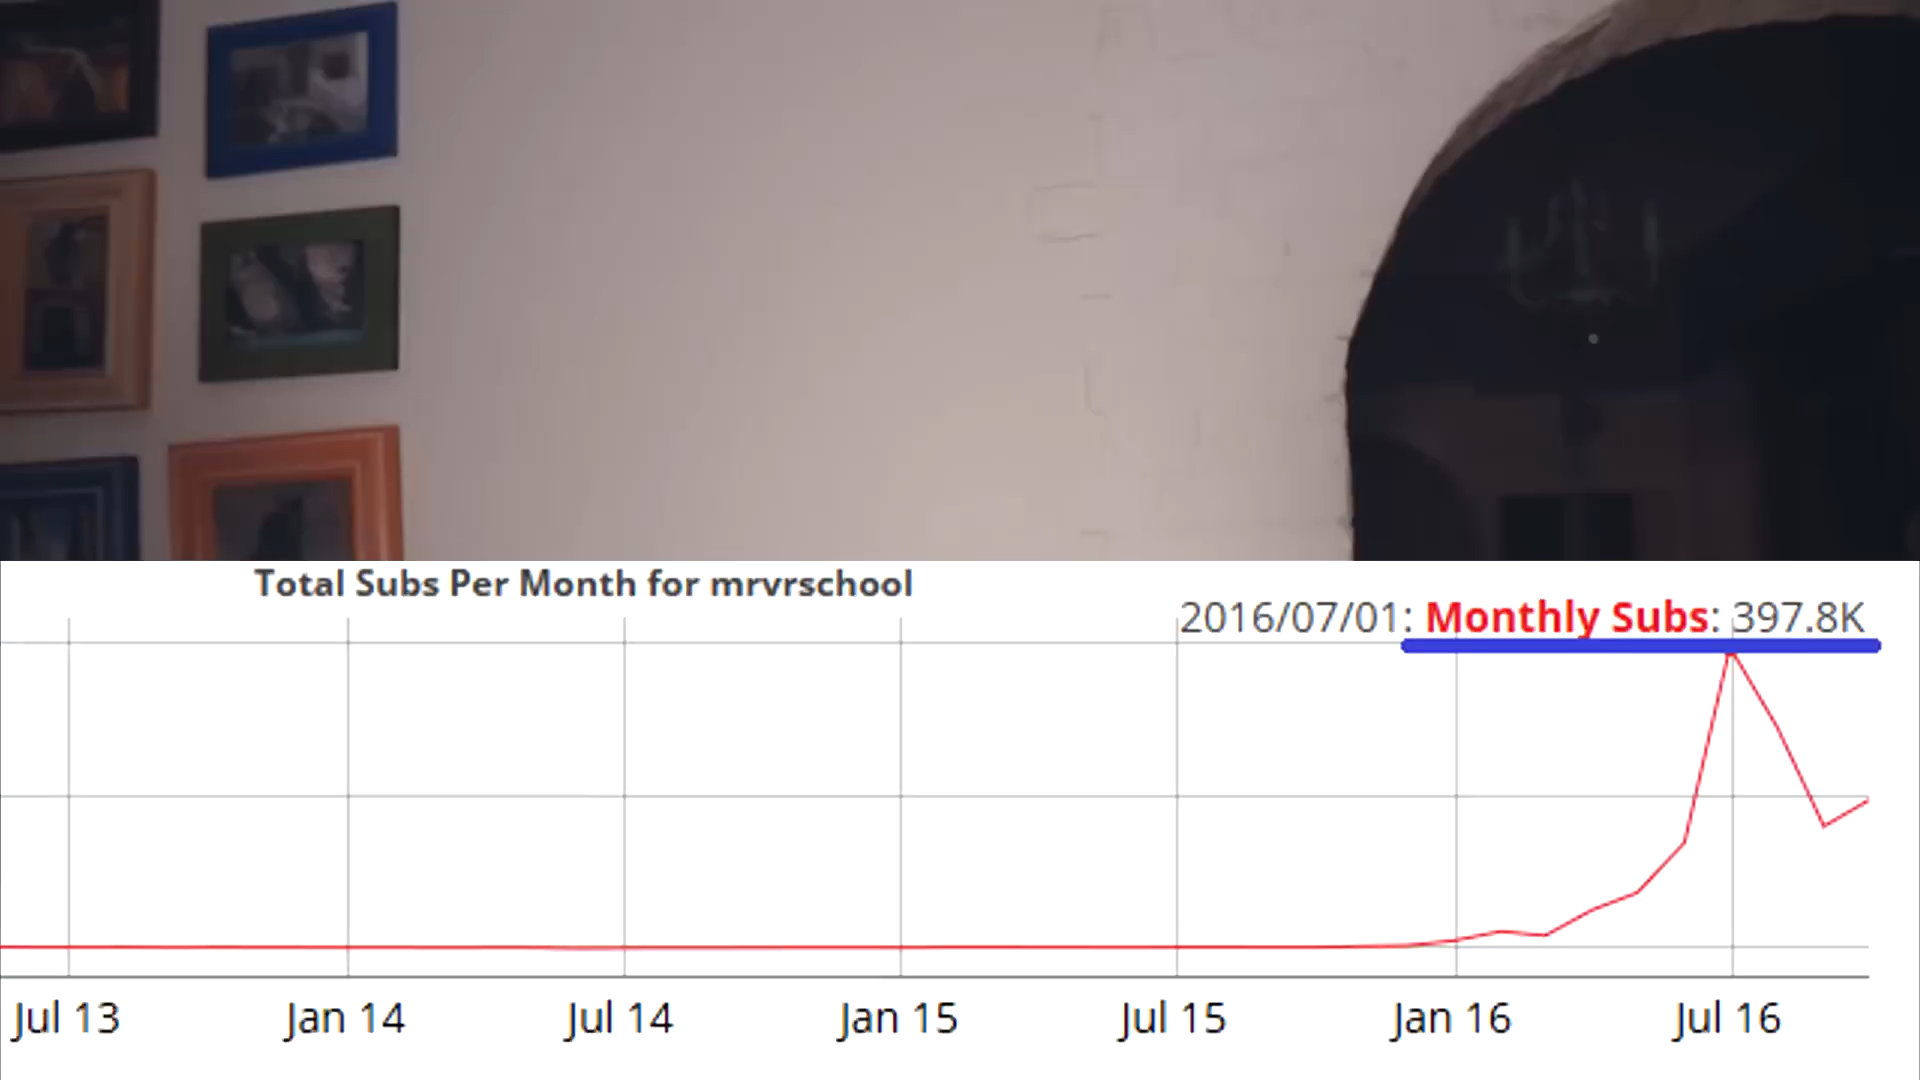 Total Subs Per Month for mrvrschool
2016/07/01: Monthly Subs: 397.8K
Jul 13 Jan 14 Jul 14 Jan 15 Jul 15 Jan 16 Jul 16